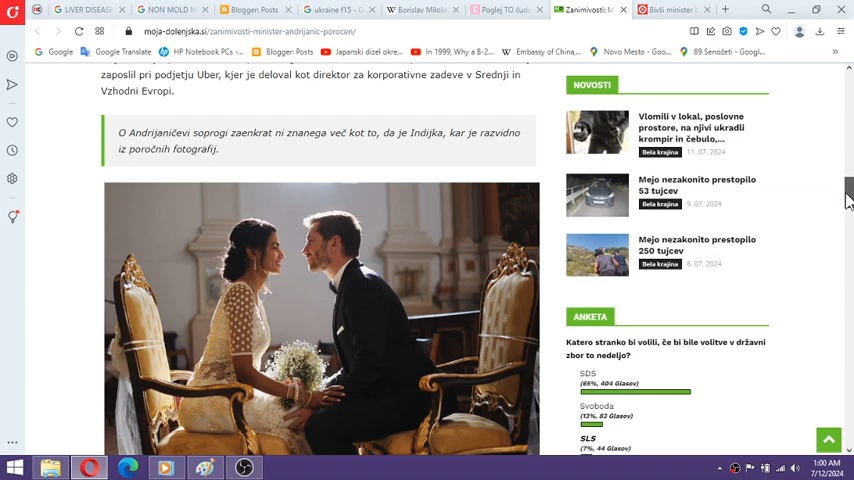 LIVER DISEASE
NON MOLD M
Blogger: Posts
ukraine f15 - G
Borislav Miloše
Poglej TO čude
Zanimivosti: M
Bivši minister b
moja-dolenjska.si/zanimivosti-minister-andrijanic-porocen/
Google
Google Translate
HP Notebook PCs -...
Blogger: Posts
Japanski dizel okre...
In 1999, Why a B-2...
Embassy of China,...
Novo Mesto - Goo...
89 Šenožeti - Googl...
zaposlil pri podjetju Uber, kjer je deloval kot direktor za korporativne zadeve v Srednji in
Vzhodni Evropi.
O Andrijaničevi soprogi zaenkrat ni znanega več kot to, da je Indijka, kar je razvidno
iz poročnih fotografij.
NOVOSTI
Vlomili v lokal, poslovne
prostore, na njivi ukradli
krompir in čebulo,...
Bela krajina
11. 07. 2024
Mejo nezakonito prestopilo
53 tujcev
Bela krajina
9. 07. 2024
Mejo nezakonito prestopilo
250 tujcev
Bela krajina
8. 07. 2024
ANKETA
Katero stranko bi volili, če bi bile volitve v državni
zbor to nedeljo?
SDS
(65%, 404 Glasov)
Svoboda
(13%, 83 Glasov)
SLS
(7%, 44 Glasov)
1:00 AM
7/12/2024